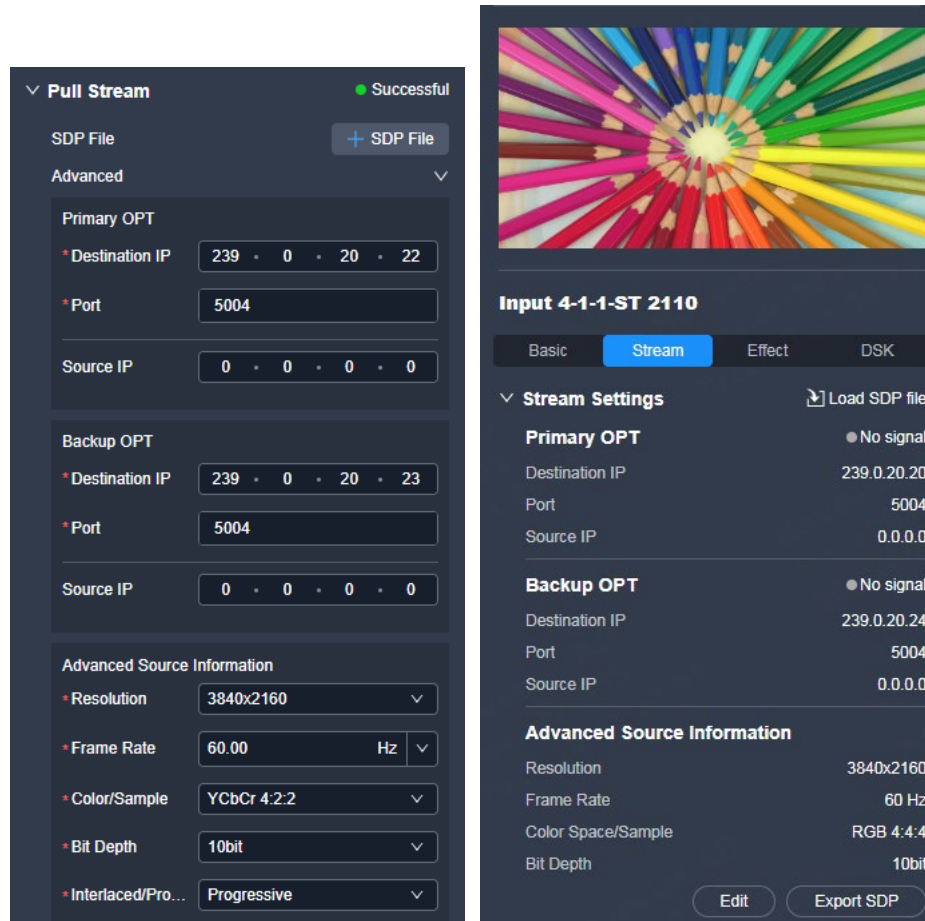 Pull Stream Successful
SDP File + SDP File
Advanced
Primary OPT
* Destination IP 239 . 0 . 20 . 22
* Port 5004
Source IP 0 . 0 . 0 . 0
Backup OPT
* Destination IP 239 . 0 . 20 . 23
* Port 5004
Source IP 0 . 0 . 0 . 0
Advanced Source Information
* Resolution 3840x2160
* Frame Rate 60.00 Hz
* Color/Sample YCbCr 4:2:2
* Bit Depth 10bit
* Interlaced/Pro... Progressive
Input 4-1-1-ST 2110
Basic Stream Effect DSK
Stream Settings Load SDP file
Primary OPT No signal
Destination IP 239.0.20.20
Port 5004
Source IP 0.0.0.0
Backup OPT No signal
Destination IP 239.0.20.24
Port 5004
Source IP 0.0.0.0
Advanced Source Information
Resolution 3840x2160
Frame Rate 60 Hz
Color Space/Sample RGB 4:4:4
Bit Depth 10bit
Edit Export SDP